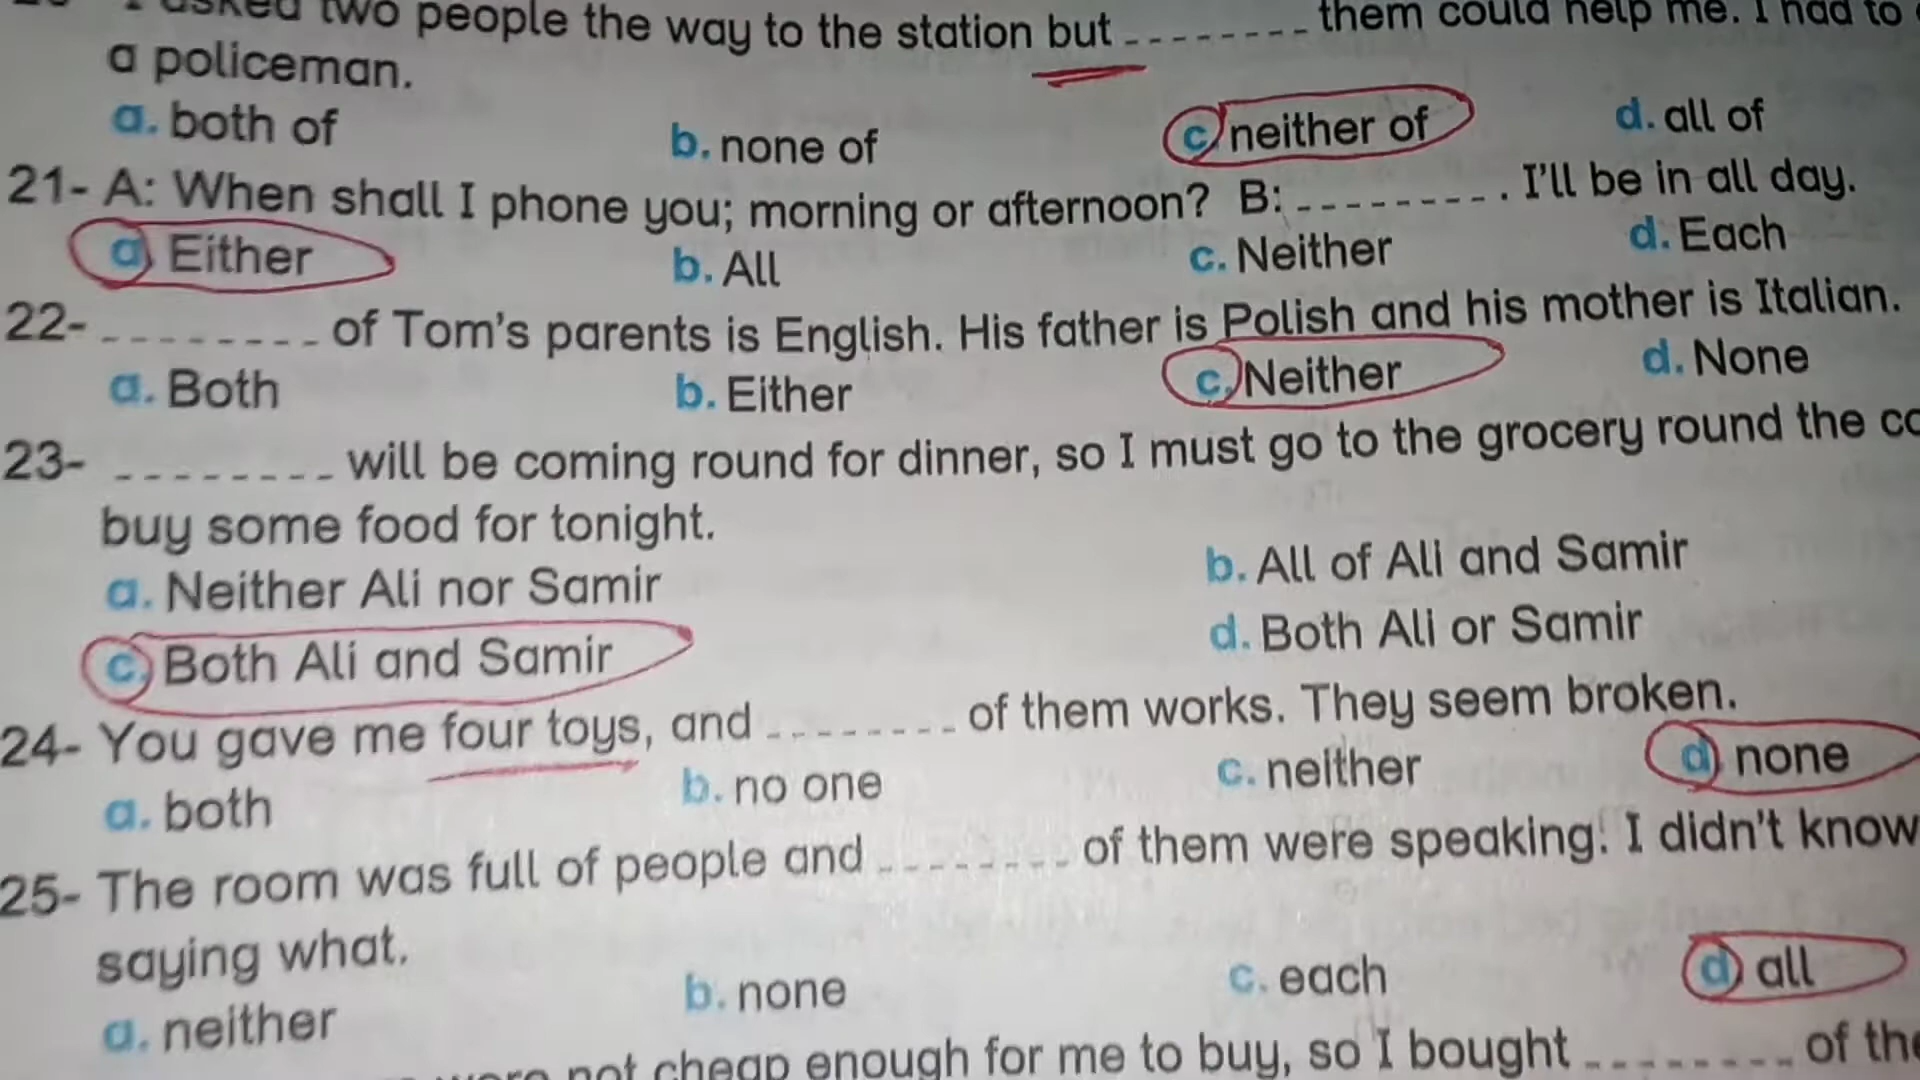 I asked two people the way to the station but -------- them could help me. I had to
a policeman.
a. both of b. none of c. neither of d. all of
21- A: When shall I phone you; morning or afternoon? B: -------- . I'll be in all day.
a. Either b. All c. Neither d. Each
22- -------- of Tom's parents is English. His father is Polish and his mother is Italian.
a. Both b. Either c. Neither d. None
23- -------- will be coming round for dinner, so I must go to the grocery round the
buy some food for tonight.
a. Neither Ali nor Samir b. All of Ali and Samir
c. Both Ali and Samir d. Both Ali or Samir
24- You gave me four toys, and -------- of them works. They seem broken.
a. both b. no one c. neither d. none
25- The room was full of people and -------- of them were speaking. I didn't know
saying what.
a. neither b. none c. each d. all
were not cheap enough for me to buy, so I bought -------- of